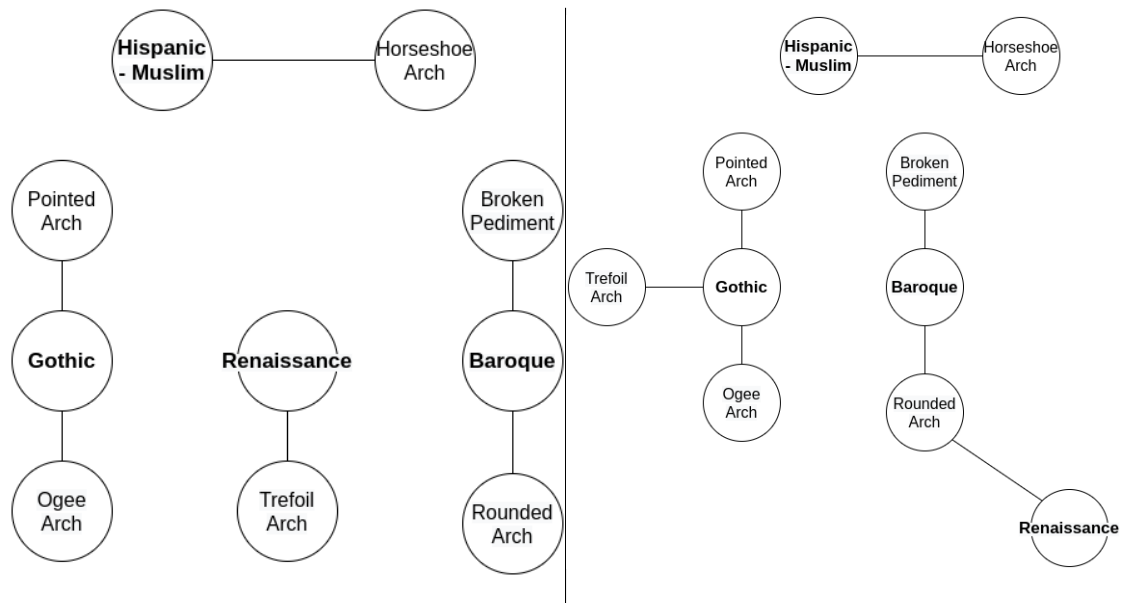 Hispanic
- Muslim
Horseshoe
Arch
Pointed
Arch
Broken
Pediment
Gothic
Renaissance
Baroque
Ogee
Arch
Trefoil
Arch
Rounded
Arch
Hispanic
- Muslim
Horseshoe
Arch
Pointed
Arch
Broken
Pediment
Trefoil
Arch
Gothic
Baroque
Ogee
Arch
Rounded
Arch
Renaissance